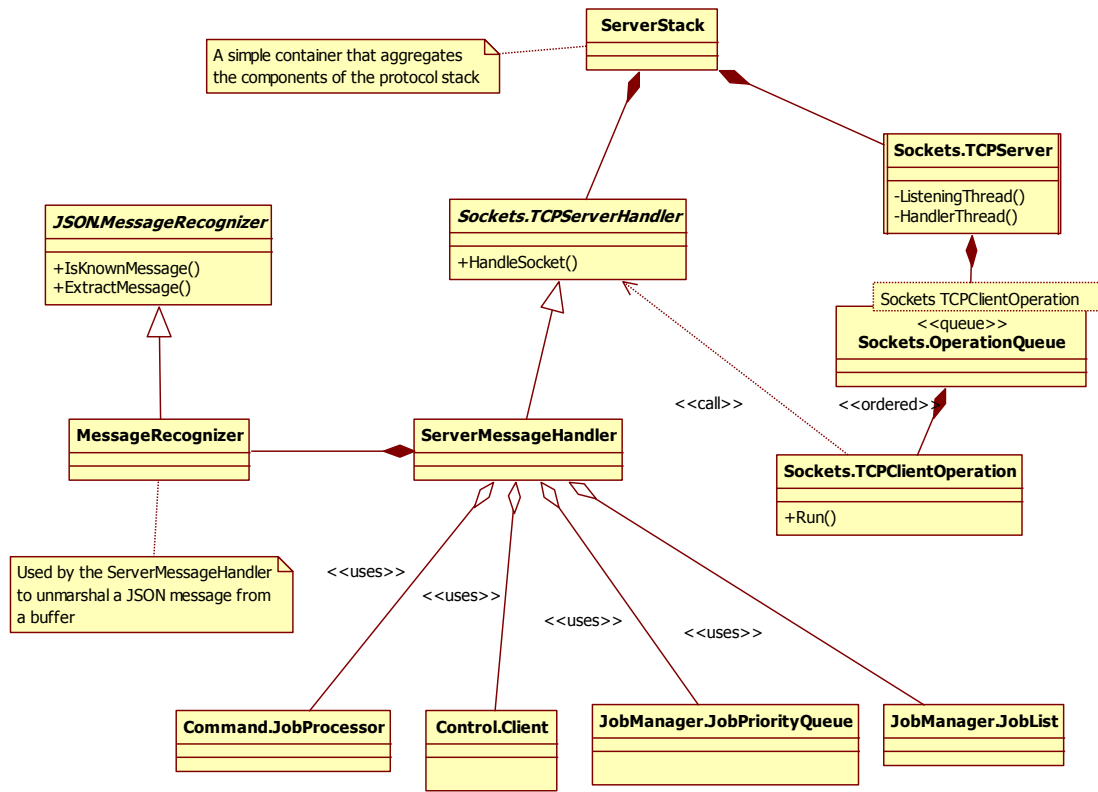 ServerStack
A simple container that aggregates
the components of the protocol stack
Sockets.TCPServer
-ListeningThread()
-HandlerThread()
JSON.MessageRecognizer
+IsKnownMessage()
+ExtractMessage()
Sockets.TCPServerHandler
+HandleSocket()
Sockets TCPClientOperation
<<queue>>
Sockets.OperationQueue
<<call>>
<<ordered>>
MessageRecognizer
ServerMessageHandler
Sockets.TCPClientOperation
+Run()
Used by the ServerMessageHandler
to unmarshal a JSON message from
a buffer
<<uses>>
<<uses>>
<<uses>>
<<uses>>
Command.JobProcessor
Control.Client
JobManager.JobPriorityQueue
JobManager.JobList